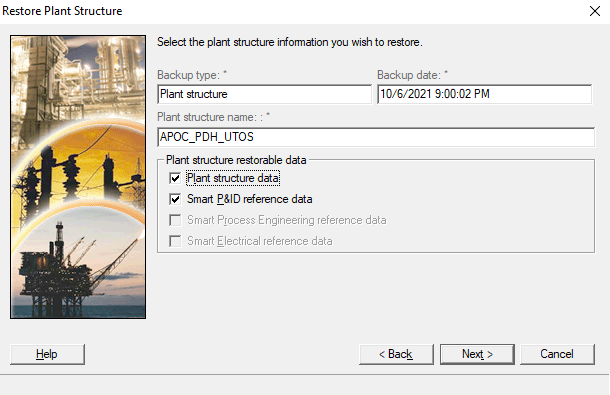 Restore Plant Structure
Select the plant structure information you wish to restore.
Backup type: * Backup date: *
Plant structure 10/6/2021 9:00:02 PM
Plant structure name: : *
APOC_PDH_UTOS
Plant structure restorable data
Plant structure data
Smart P&ID reference data
Smart Process Engineering reference data
Smart Electrical reference data
Help < Back Next > Cancel